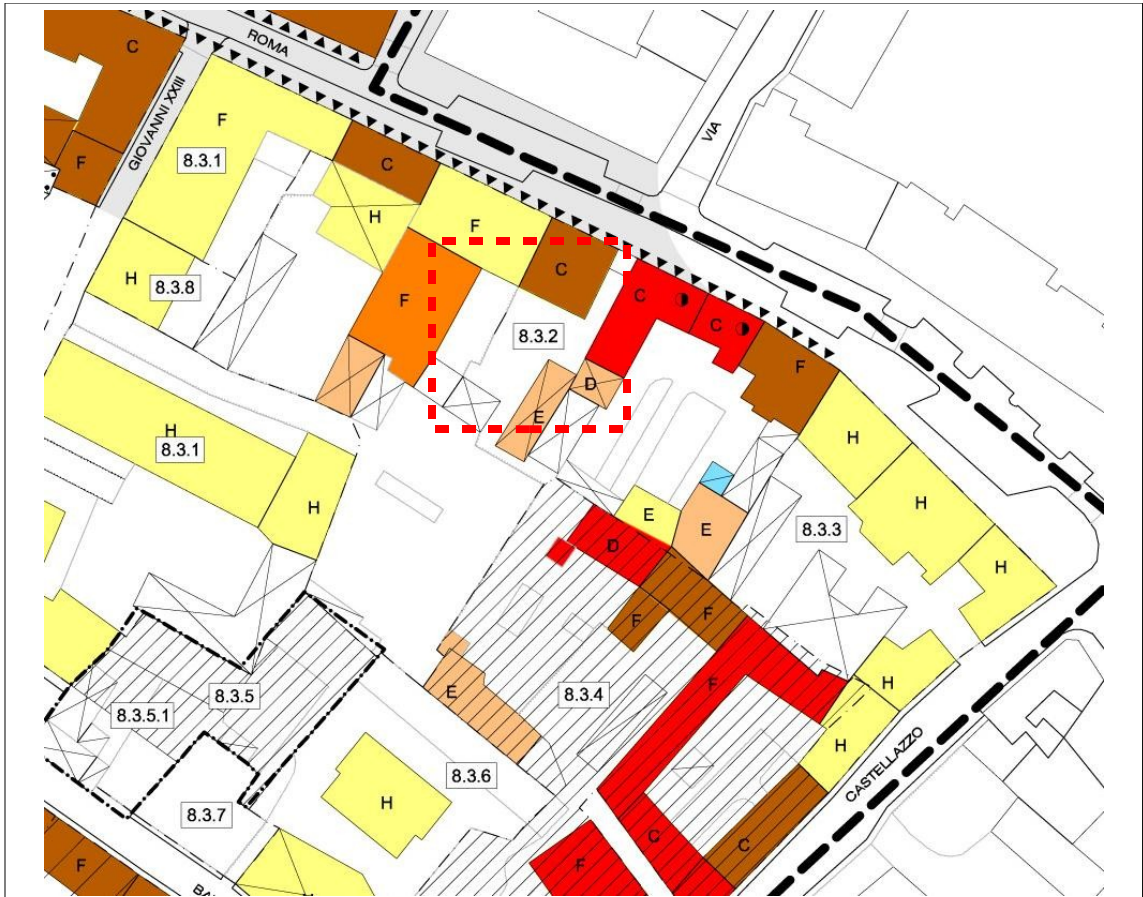 C
ROMA
GIOVANNI XXIII
F
F
8.3.1
C
VIA
H
F
C
H
8.3.8
F
8.3.2
C
C
D
E
F
H
8.3.1
H
H
H
E
E
8.3.3
D
H
F
F
E
8.3.4
F
H
8.3.5
8.3.5.1
H
8.3.6
8.3.7
H
CASTELLAZZO
C
C
F
F